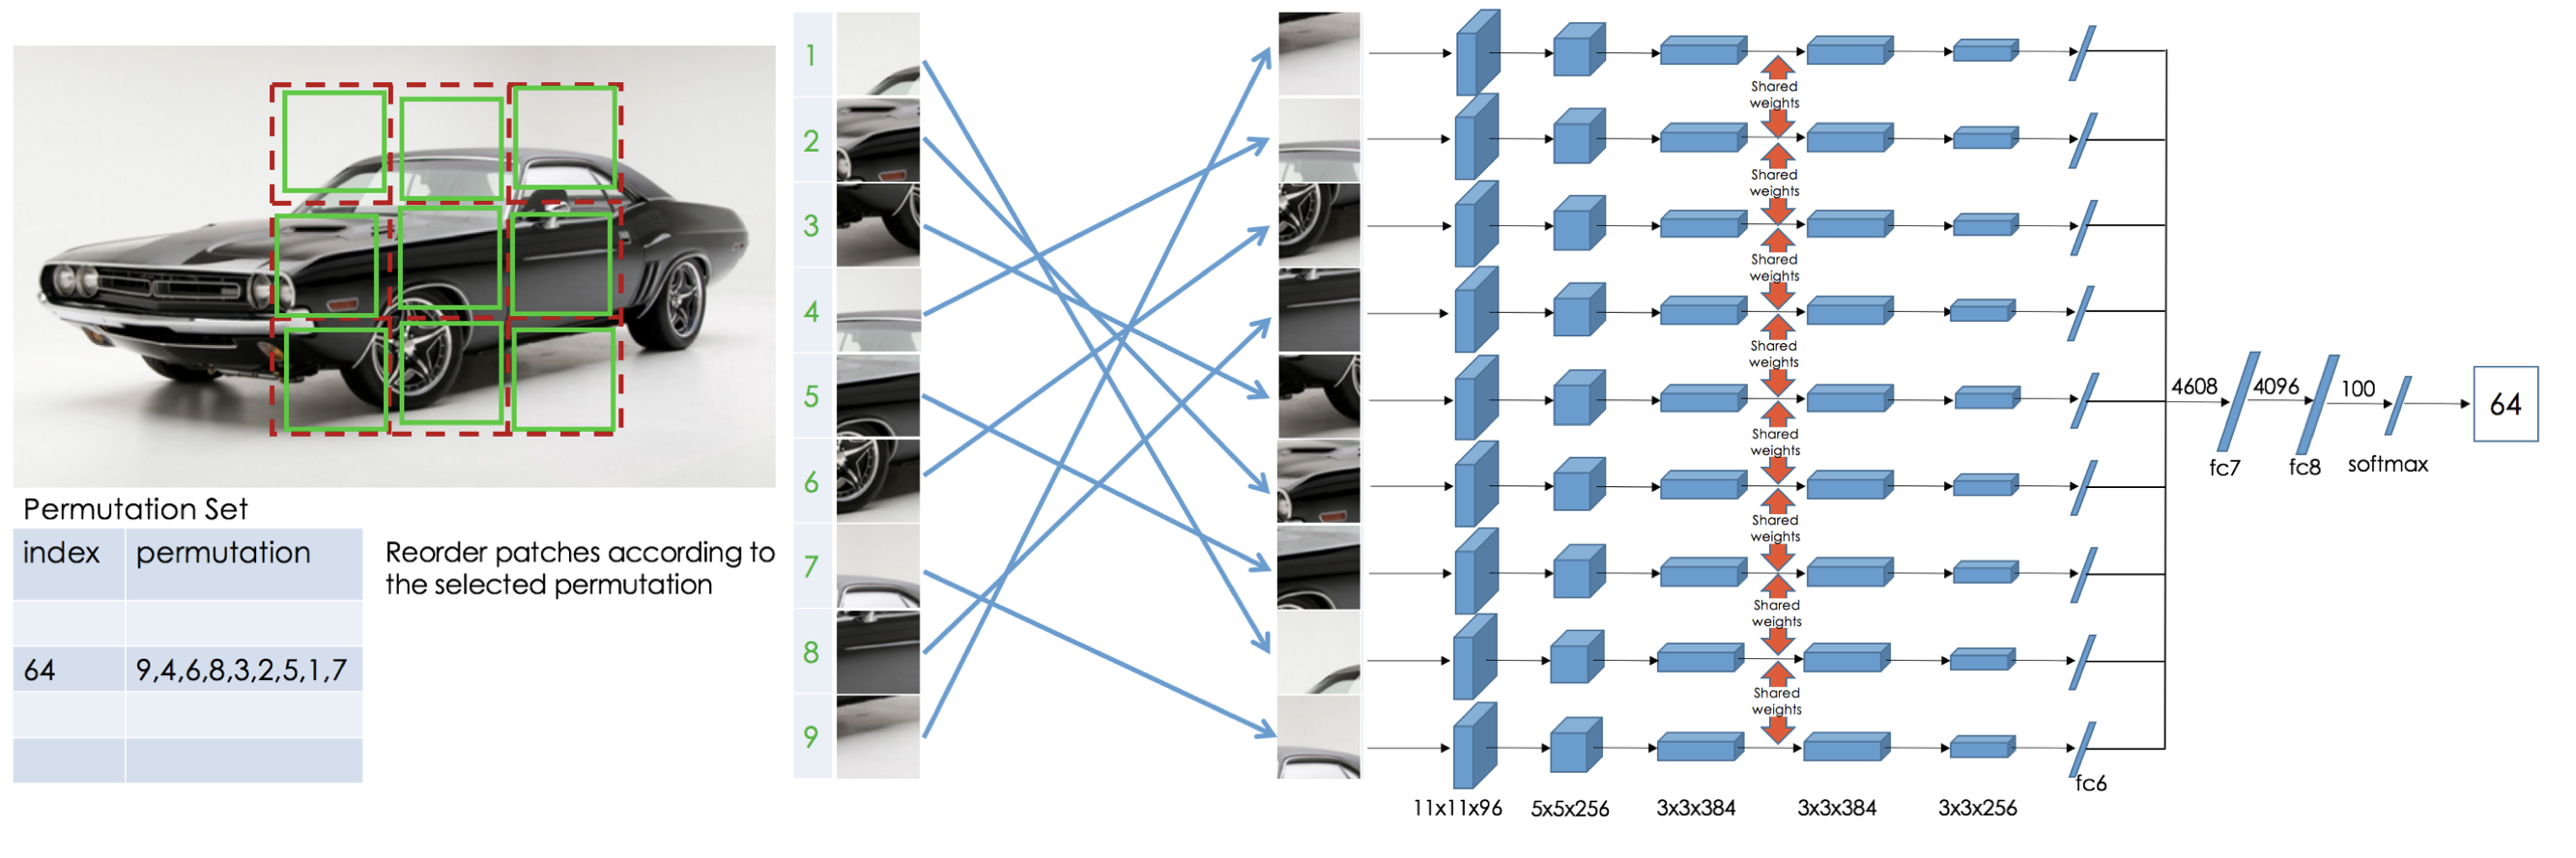 Permutation Set
index permutation
64 9,4,6,8,3,2,5,1,7
Reorder patches according to
the selected permutation
1
2
3
4
5
6
7
8
9
Shared
weights
Shared
weights
Shared
weights
Shared
weights
Shared
weights
Shared
weights
Shared
weights
Shared
weights
11x11x96 5x5x256 3x3x384 3x3x384 3x3x256
fc6
4608 4096 100
fc7 fc8 softmax
64